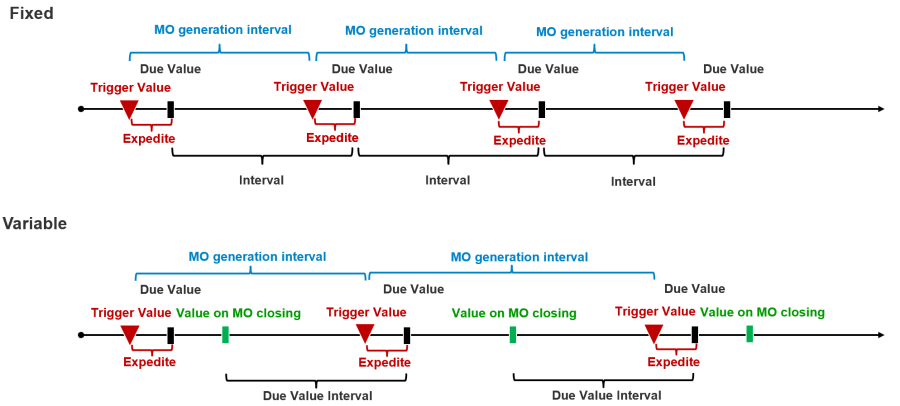 Fixed
MO generation interval
MO generation interval
MO generation interval
Due Value
Due Value
Due Value
Due Value
Trigger Value
Trigger Value
Trigger Value
Trigger Value
Expedite
Expedite
Expedite
Expedite
Interval
Interval
Interval
Variable
MO generation interval
MO generation interval
Due Value
Due Value
Due Value
Trigger Value
Value on MO closing
Trigger Value
Value on MO closing
Trigger Value
Value on MO closing
Expedite
Expedite
Expedite
Due Value Interval
Due Value Interval